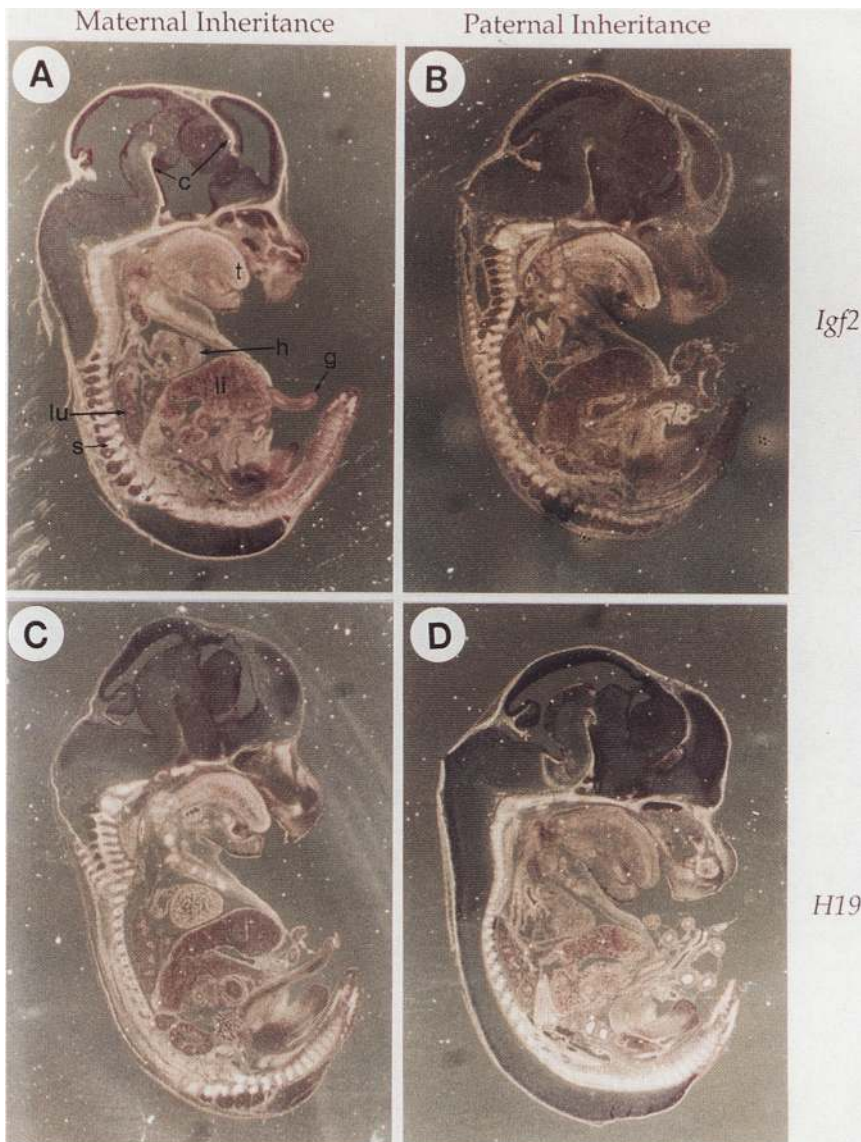 Maternal Inheritance
Paternal Inheritance
A
B
c
t
h
g
li
lu
s
Igf2
C
D
H19